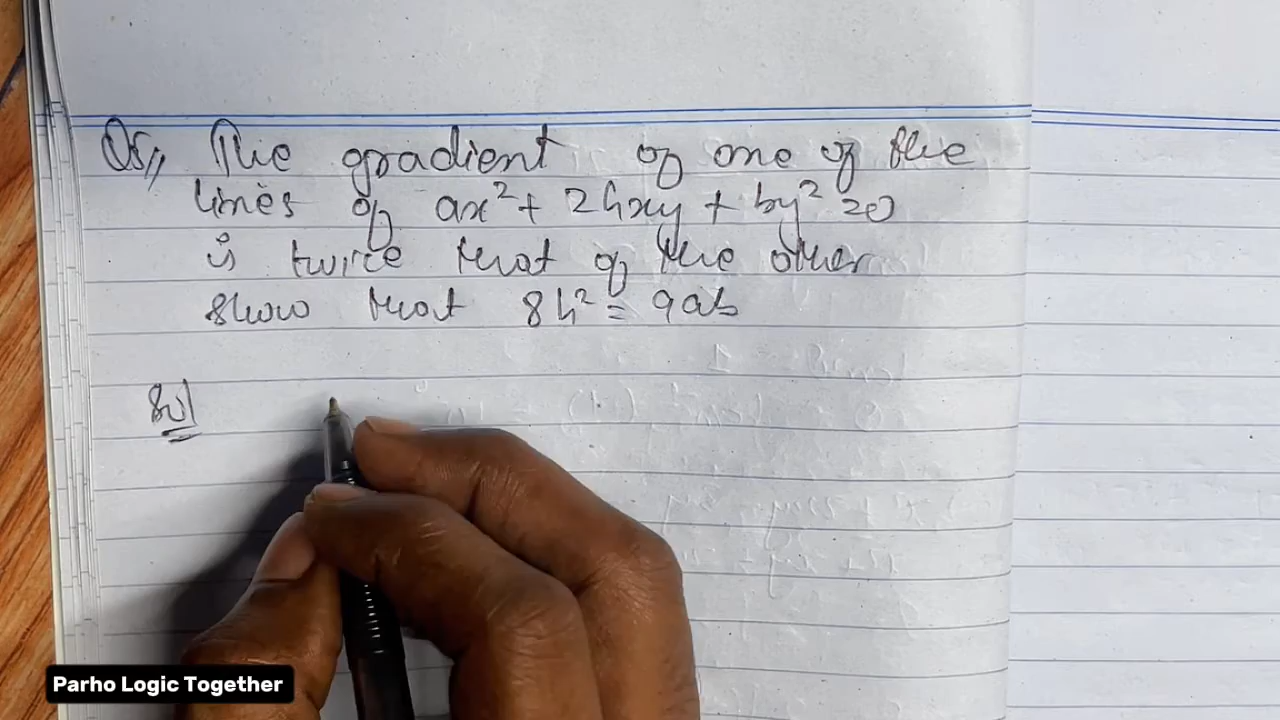 Q5,, The gradient of one of the
lines of ax² + 2hxy + by² = 0
is twice that of the other
show that 8h² = 9ab
Sol
Parho Logic Together